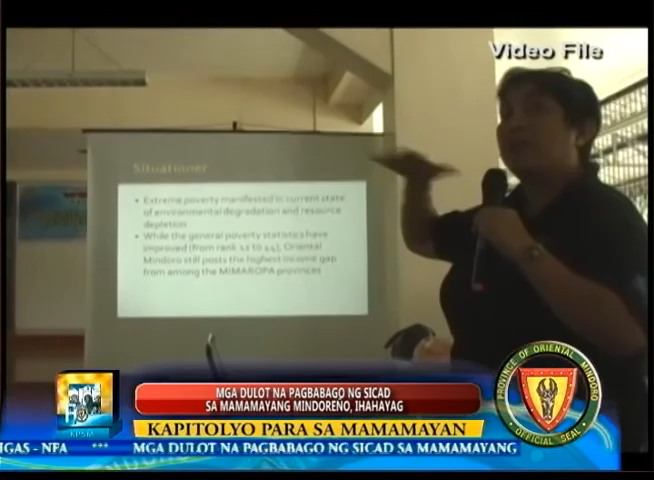 Video File
Situationer
• Extreme poverty manifested in current state
of environmental degradation and resource
depletion
• While the general poverty statistics have
improved (from rank 12 to 44), Oriental
Mindoro still posts the highest income gap
from among the MIMAROPA provinces
MGA DULOT NA PAGBABAGO NG SICAD
SA MAMAMAYANG MINDOREÑO, IHAHAYAG
KAPITOLYO PARA SA MAMAMAYAN
PROVINCE OF ORIENTAL MINDORO
OFFICIAL SEAL
KPSM
GAS - NFA *** MGA DULOT NA PAGBABAGO NG SICAD SA MAMAMAYANG